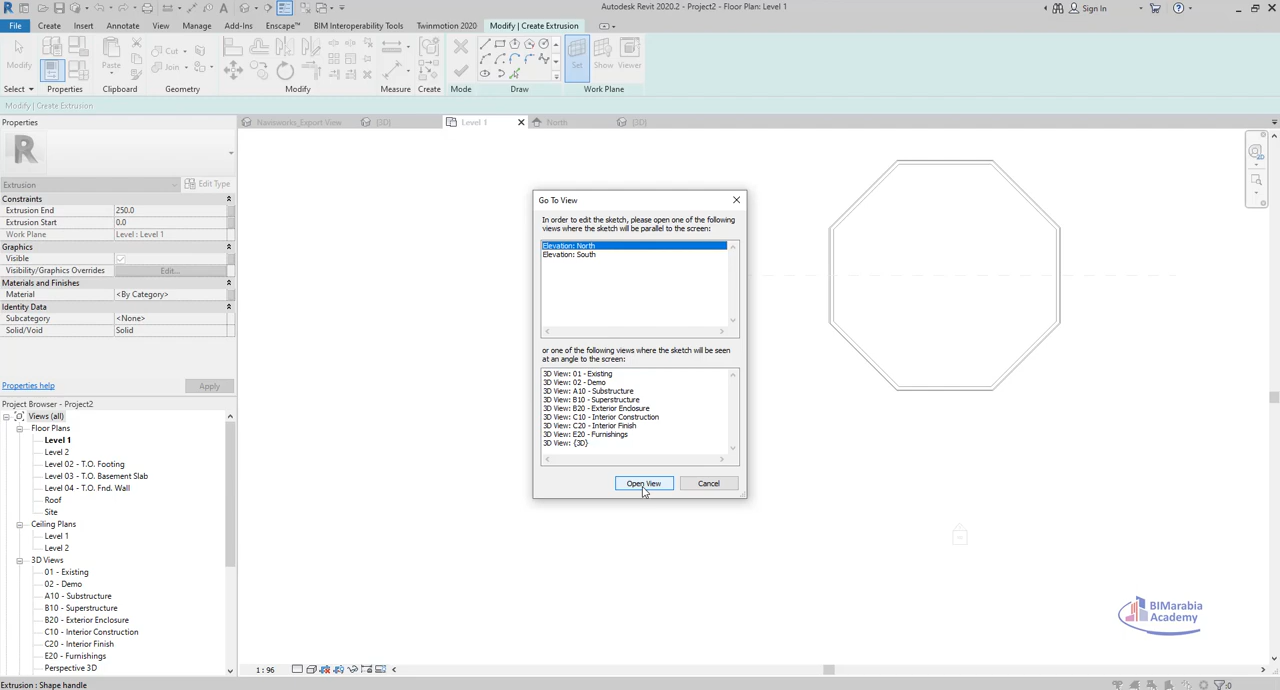 Autodesk Revit 2020.2 - Floor Plan: Level 1
Sign In
File Create Insert Annotate View Manage Add-Ins Enscape™ BIM Interoperability Tools Twinmotion 2020 Modify | Create Extrusion
Modify Paste Cut Join Set Show Viewer
Select Properties Clipboard Geometry Modify Measure Create Mode Draw Work Plane
Modify | Create Extrusion
Properties
Navisworks_Export View {3D} Level 1 North {3D}
Extrusion Edit Type
Constraints
Extrusion End 250.0
Extrusion Start 0.0
Work Plane Level : Level 1
Graphics
Visible
Visibility/Graphics Overrides Edit...
Materials and Finishes
Material <By Category>
Identity Data
Subcategory <None>
Solid/Void Solid
Properties help Apply
Project Browser - Project2
Views (all)
Floor Plans
Level 1
Level 2
Level 02 - T.O. Footing
Level 03 - T.O. Basement Slab
Level 04 - T.O. Fnd. Wall
Roof
Site
Ceiling Plans
Level 1
Level 2
3D Views
01 - Existing
02 - Demo
A10 - Substructure
B10 - Superstructure
B20 - Exterior Enclosure
C10 - Interior Construction
C20 - Interior Finish
E20 - Furnishings
Perspective 3D
Go To View
In order to edit the sketch, please open one of the following
views where the sketch will be parallel to the screen:
Elevation: North
Elevation: South
or one of the following views where the sketch will be seen
at an angle to the screen:
3D View: 01 - Existing
3D View: 02 - Demo
3D View: A10 - Substructure
3D View: B10 - Superstructure
3D View: B20 - Exterior Enclosure
3D View: C10 - Interior Construction
3D View: C20 - Interior Finish
3D View: E20 - Furnishings
3D View: {3D}
Open View Cancel
BIMarabia
Academy
1 : 96
Extrusion : Shape handle
:0